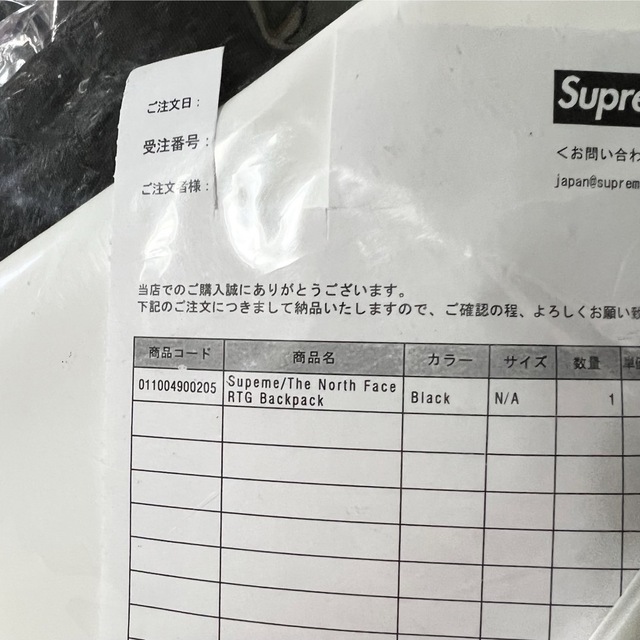 ご注文日:
受注番号:
ご注文者様:
Supre
<お問い合わ
japan@suprem
当店でのご購入誠にありがとうございます。
下記のご注文につきまして納品いたしますので、ご確認の程、よろしくお願い致
商品コード 商品名 カラー サイズ 数量 単価
011004900205 Supeme/The North Face Black N/A 1
RTG Backpack